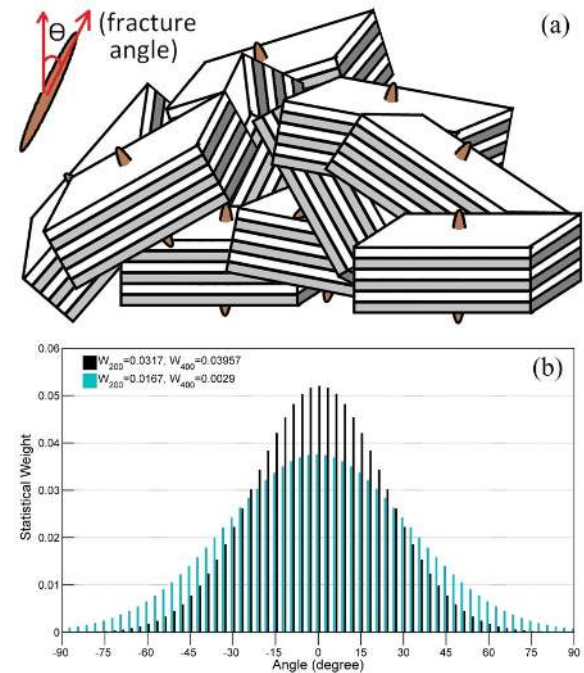 Θ (fracture angle)
(a)
(b)
W₂₀₀=0.0317, W₄₀₀=0.03957
W₂₀₀=0.0167, W₄₀₀=0.0029
Statistical Weight
0.06
0.05
0.04
0.03
0.02
0.01
0
-90 -75 -60 -45 -30 -15 0 15 30 45 60 75 90
Angle (degree)